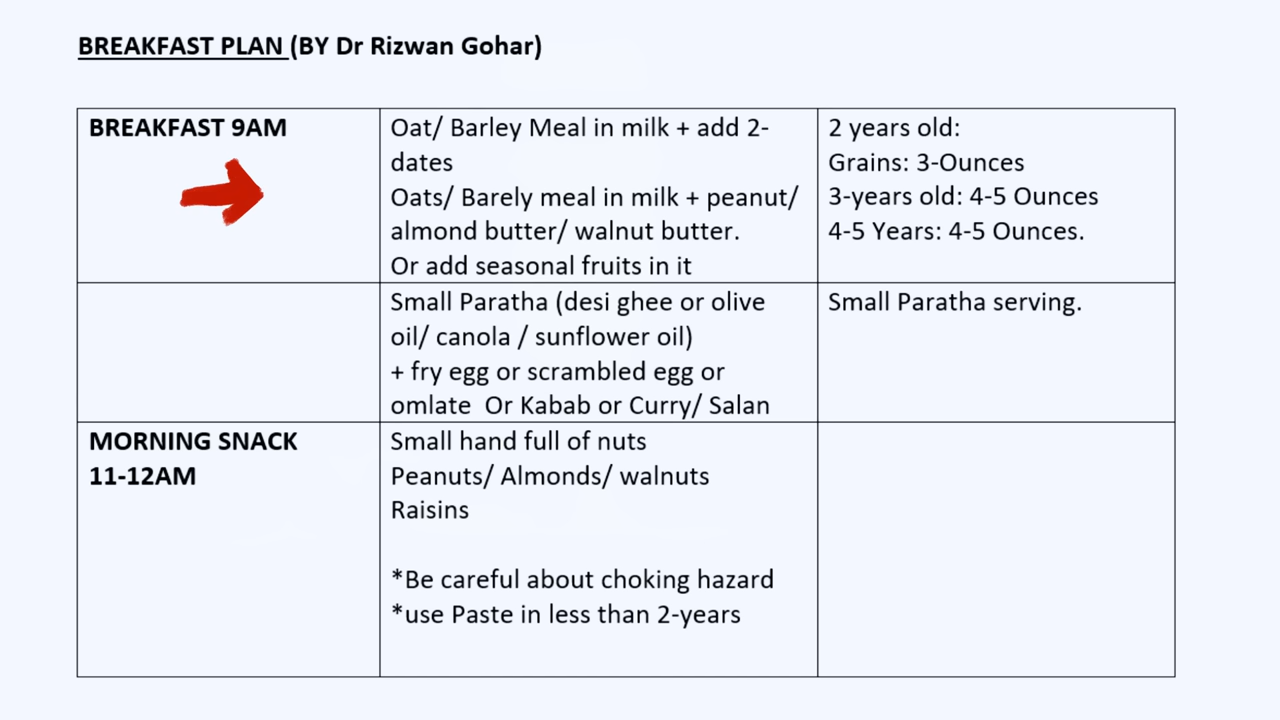 BREAKFAST PLAN (BY Dr Rizwan Gohar)
BREAKFAST 9AM
Oat/ Barley Meal in milk + add 2-
dates
Oats/ Barely meal in milk + peanut/
almond butter/ walnut butter.
Or add seasonal fruits in it
2 years old:
Grains: 3-Ounces
3-years old: 4-5 Ounces
4-5 Years: 4-5 Ounces.
Small Paratha (desi ghee or olive
oil/ canola / sunflower oil)
+ fry egg or scrambled egg or
omlate  Or Kabab or Curry/ Salan
Small Paratha serving.
MORNING SNACK
11-12AM
Small hand full of nuts
Peanuts/ Almonds/ walnuts
Raisins
*Be careful about choking hazard
*use Paste in less than 2-years